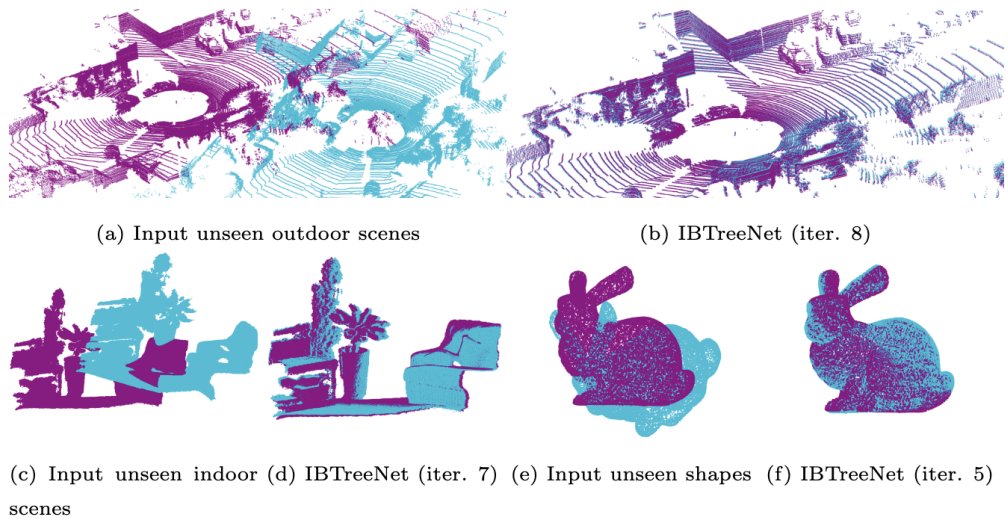 (a) Input unseen outdoor scenes
(b) IBTreeNet (iter. 8)
(c) Input unseen indoor
scenes
(d) IBTreeNet (iter. 7)
(e) Input unseen shapes
(f) IBTreeNet (iter. 5)